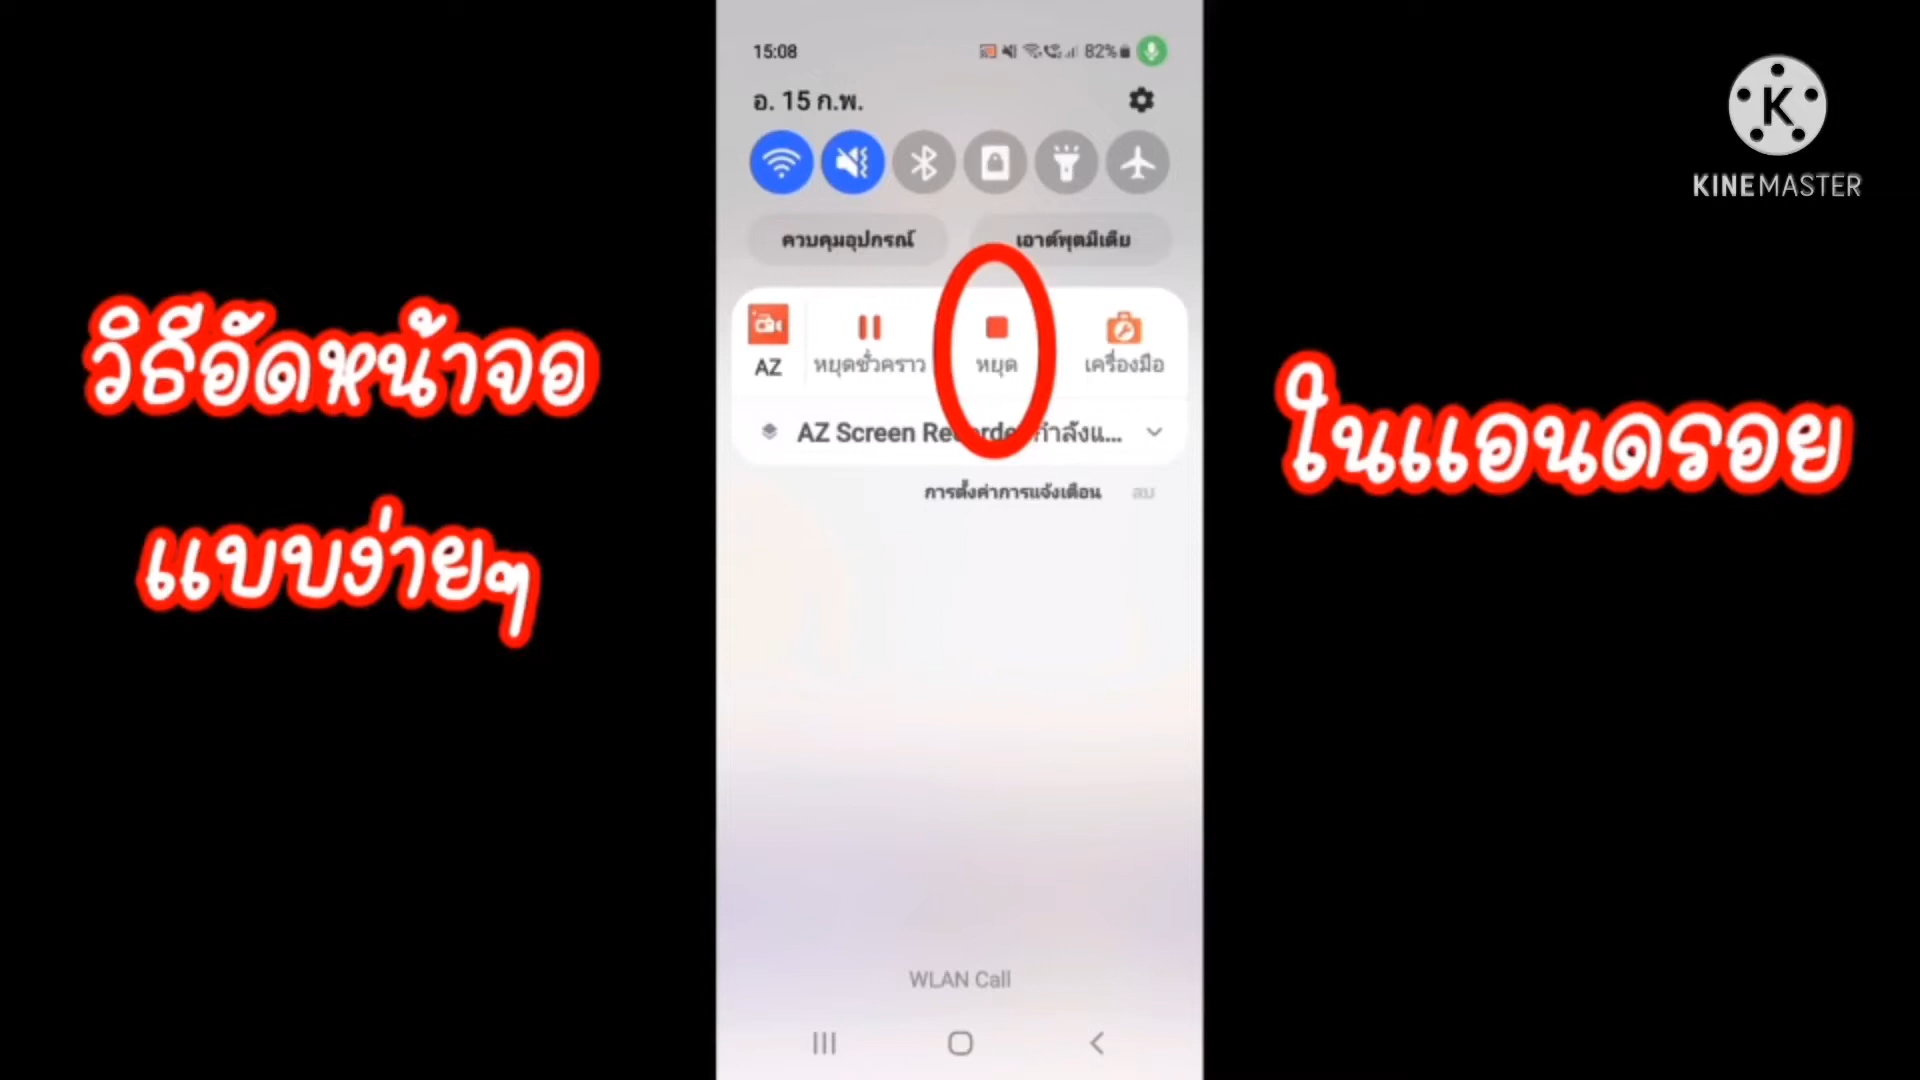 15:08
82%
อ. 15 ก.พ.
ควบคุมอุปกรณ์
เอาต์พุตมีเดีย
AZ
หยุดชั่วคราว
หยุด
เครื่องมือ
AZ Screen Recorder กำลังแ...
การตั้งค่าการแจ้งเตือน
ลบ
WLAN Call
วิธีอัดหน้าจอ
แบบง่ายๆ
ในแอนดรอย
K
KINEMASTER